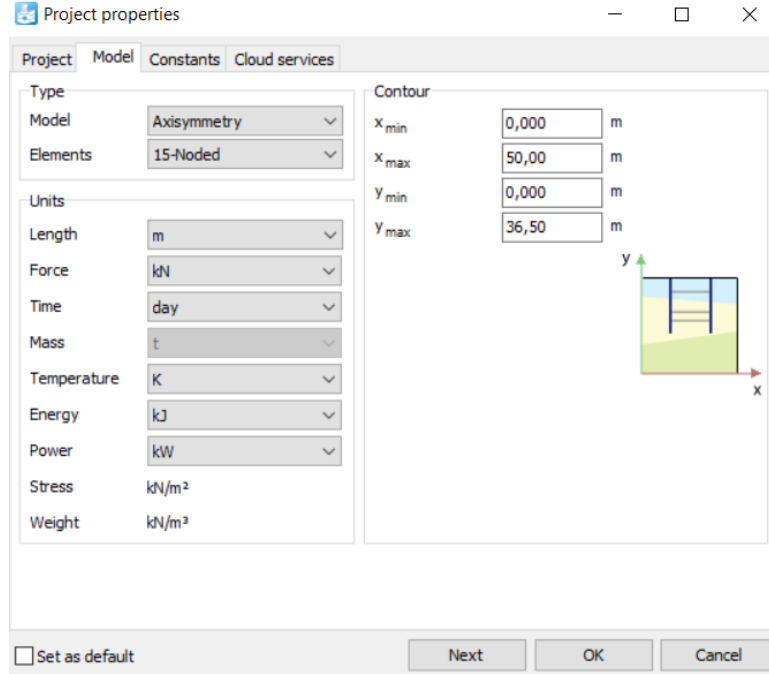 Project properties
Project Model Constants Cloud services
Type
Model Axisymmetry
Elements 15-Noded
Units
Length m
Force kN
Time day
Mass t
Temperature K
Energy kJ
Power kW
Stress kN/m²
Weight kN/m³
Contour
x min 0,000 m
x max 50,00 m
y min 0,000 m
y max 36,50 m
y
x
Set as default Next OK Cancel